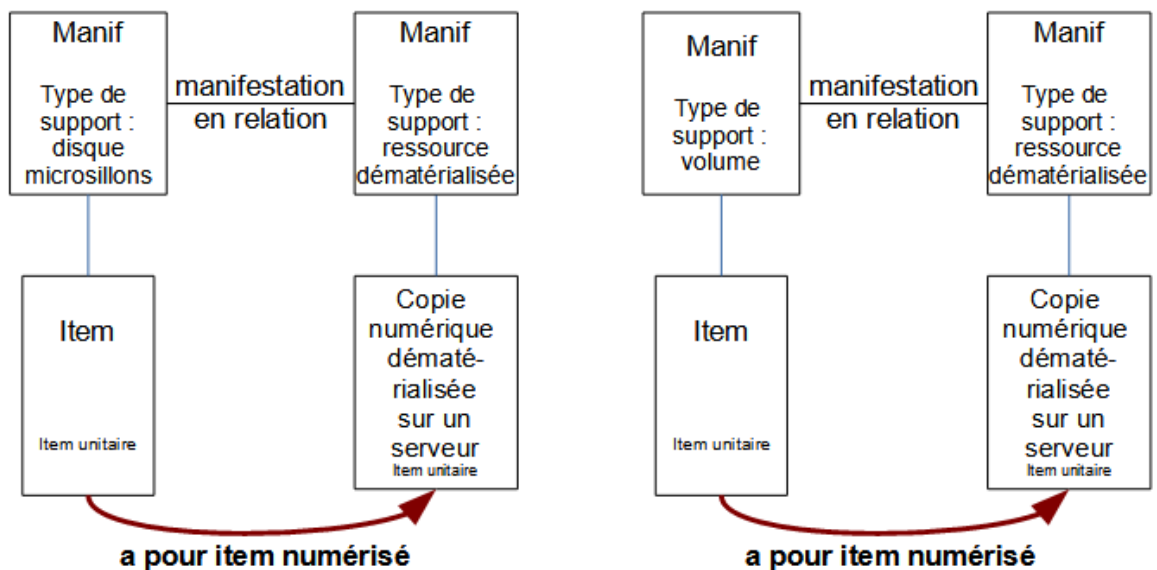 Manif
Type de
support :
disque
microsillons
manifestation
en relation
Manif
Type de
support :
ressource
dématérialisée
Item
Item unitaire
Copie
numérique
dématé-
rialisée
sur un
serveur
Item unitaire
a pour item numérisé
Manif
Type de
support :
volume
manifestation
en relation
Manif
Type de
support :
ressource
dématérialisée
Item
Item unitaire
Copie
numérique
dématé-
rialisée
sur un
serveur
Item unitaire
a pour item numérisé